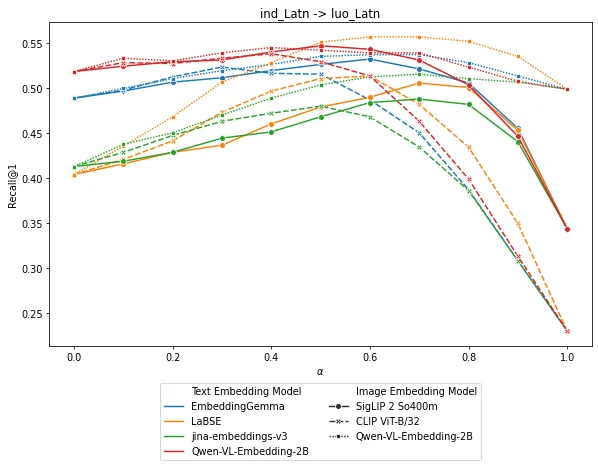 ind_Latn -> luo_Latn
Recall@1
0.55
0.50
0.45
0.40
0.35
0.30
0.25
0.0 0.2 0.4 0.6 0.8 1.0
α
Text Embedding Model Image Embedding Model
EmbeddingGemma SigLIP 2 So400m
LaBSE CLIP ViT-B/32
jina-embeddings-v3 Qwen-VL-Embedding-2B
Qwen-VL-Embedding-2B